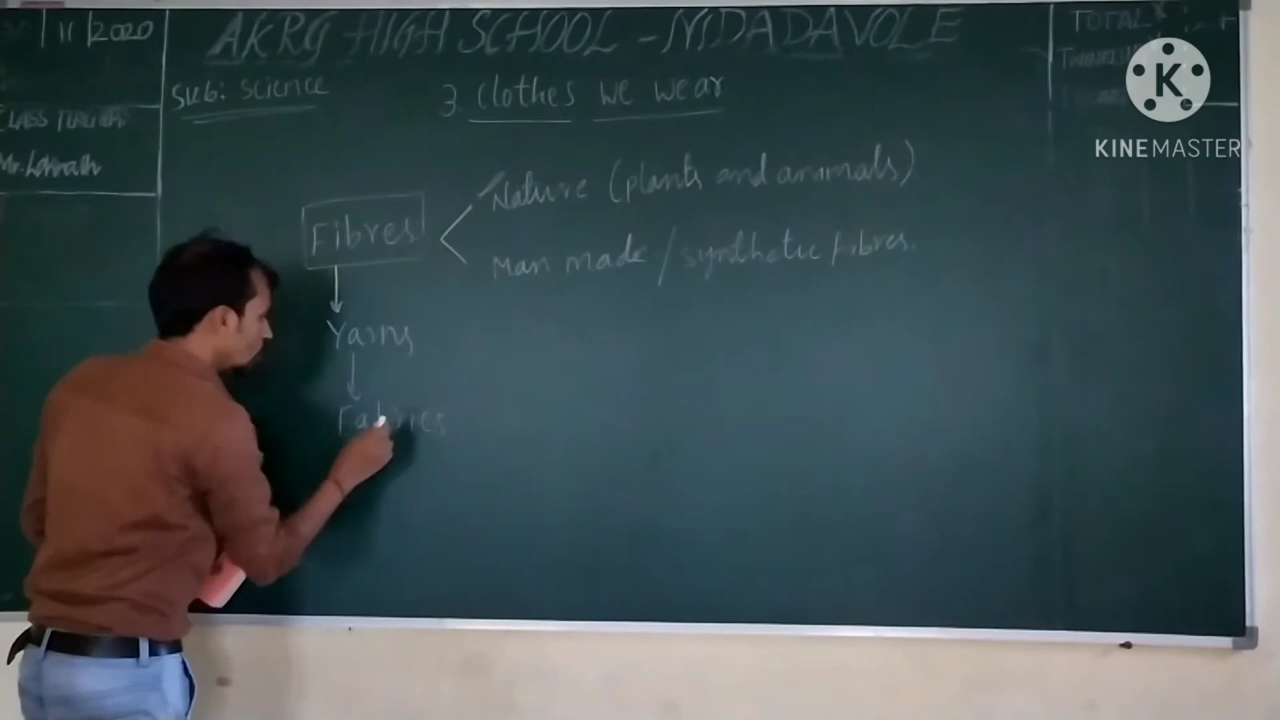 /11/2020
AKRG HIGH SCHOOL - NIDADAVOLE
TOTAL
SUB: Science
3. Clothes we wear
CLASS TEACHER
Mr.
K
KINEMASTER
Nature (plants and animals)
Fibres
Man made / synthetic fibres.
Yarns
Fabrics